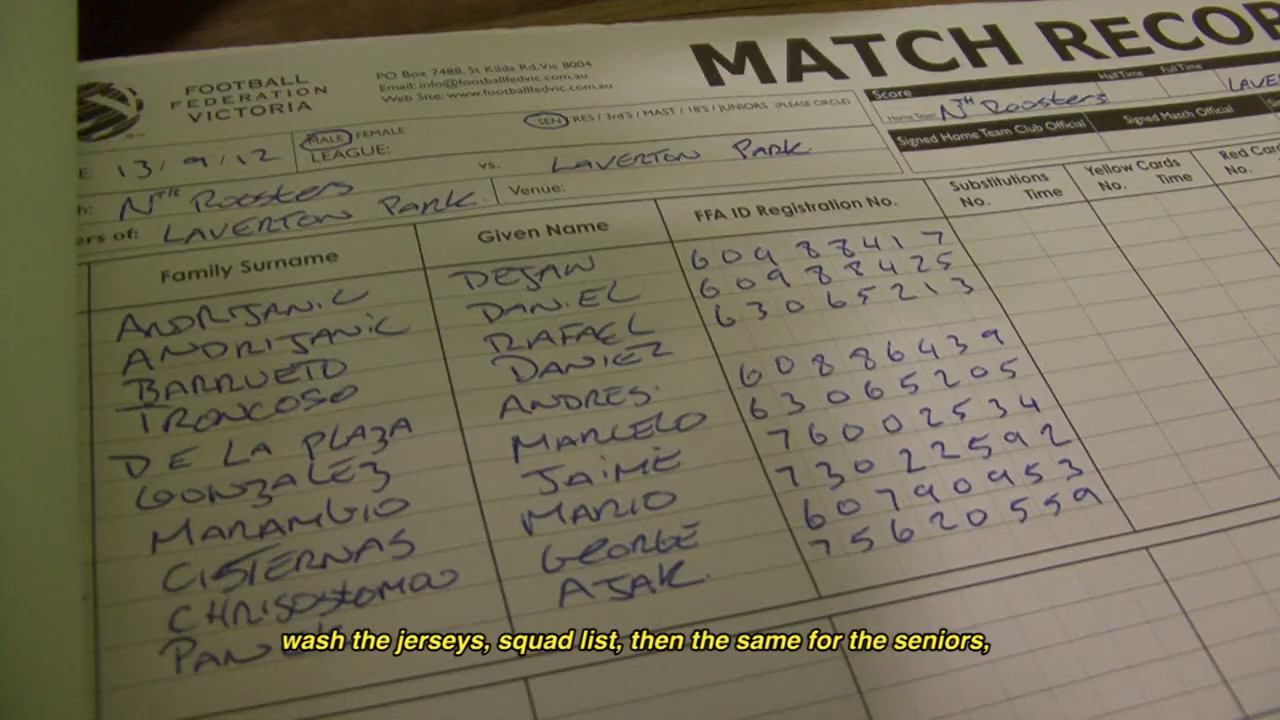 MATCH RECOR
FOOTBALL
FEDERATION
VICTORIA
PO Box 7488, St Kilda Rd, Vic 8004
Email: info@footballfedvic.com.au
Web Site: www.footballfedvic.com.au
Score
Half Time
Full Time
Home Team: NTH Roosters
LAVE
Signed Home Team Club Official
Signed Match Official
E 13/9/12
MALE / FEMALE
LEAGUE:
SEN / RES / 3rd'S / MAST / 18'S / JUNIORS (PLEASE CIRCLE)
h: NTH Roosters
vs. LAVERTON PARK.
ers of: LAVERTON PARK.
Venue:
Family Surname Given Name FFA ID Registration No. Substitutions No. Time Yellow Cards No. Time Red Car No.
ANDRIJANIC DEJAN 60988417
ANDRIJANIC DANIEL 60988425
BARRUETO RAFAEL 63065213
TRONCOSO DANIEL
DE LA PLAZA ANDRES. 60886439
GONZALEZ MARCELO 63065205
MARAMBIO JAIME 76002534
CISTERNAS MARIO 73022592
CHRISOSTOMOU GEORGE 60790953
AJAK. 75620559
wash the jerseys, squad list, then the same for the seniors,